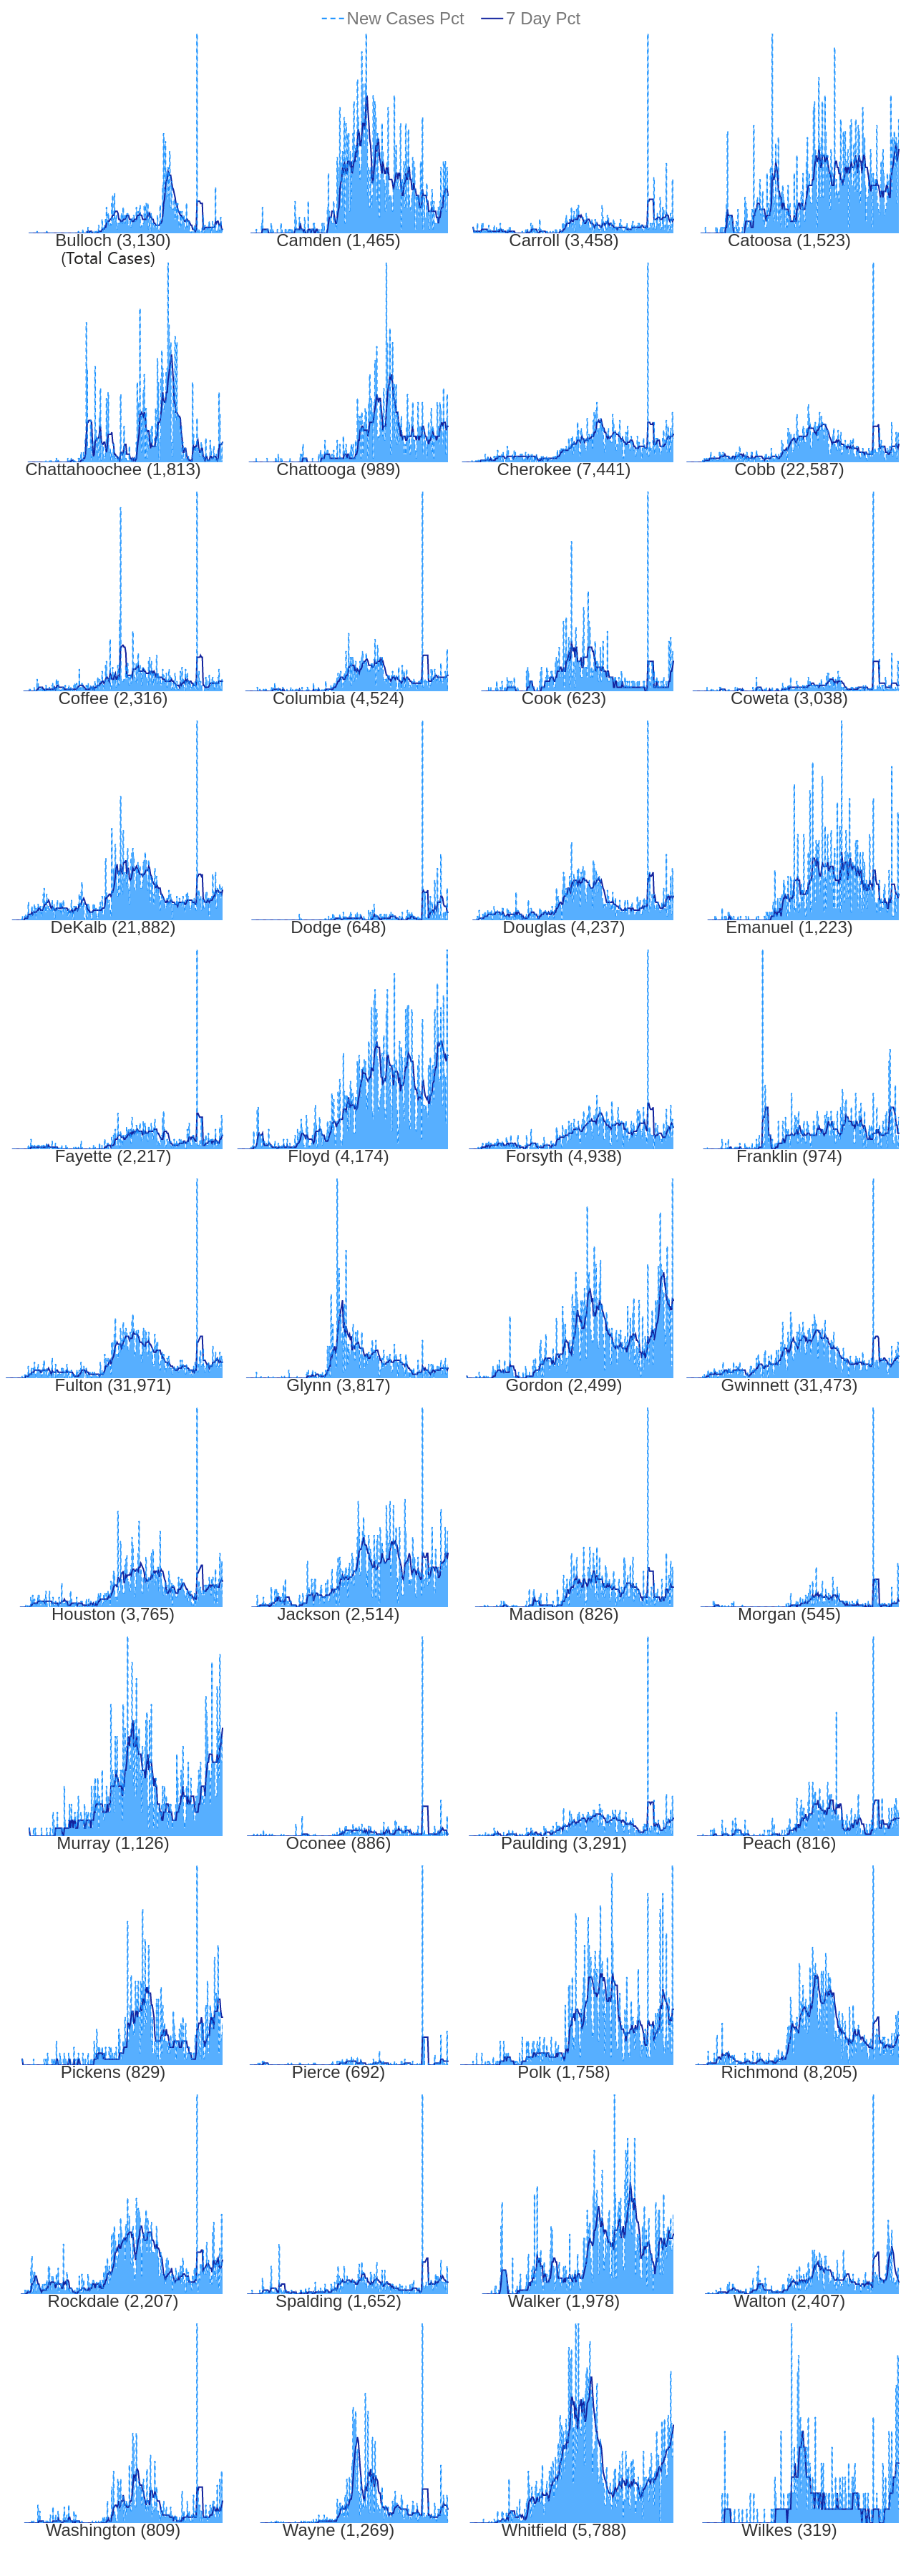 New Cases Pct 7 Day Pct
Bulloch (3,130) Camden (1,465) Carroll (3,458) Catoosa (1,523)
(Total Cases)
Chattahoochee (1,813) Chattooga (989) Cherokee (7,441) Cobb (22,587)
Coffee (2,316) Columbia (4,524) Cook (623) Coweta (3,038)
DeKalb (21,882) Dodge (648) Douglas (4,237) Emanuel (1,223)
Fayette (2,217) Floyd (4,174) Forsyth (4,938) Franklin (974)
Fulton (31,971) Glynn (3,817) Gordon (2,499) Gwinnett (31,473)
Houston (3,765) Jackson (2,514) Madison (826) Morgan (545)
Murray (1,126) Oconee (886) Paulding (3,291) Peach (816)
Pickens (829) Pierce (692) Polk (1,758) Richmond (8,205)
Rockdale (2,207) Spalding (1,652) Walker (1,978) Walton (2,407)
Washington (809) Wayne (1,269) Whitfield (5,788) Wilkes (319)